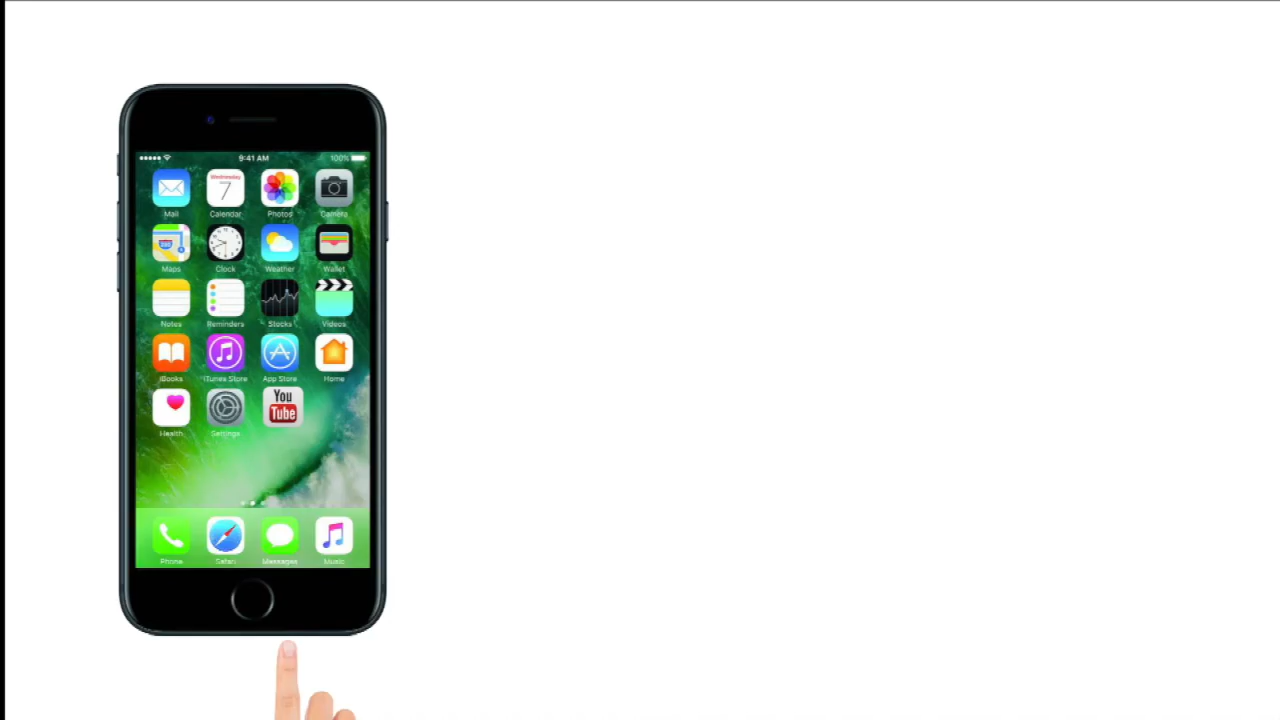 9:41 AM 100%
Wednesday
7
Mail Calendar Photos Camera
280
Maps Clock Weather Wallet
Notes Reminders Stocks Videos
iBooks iTunes Store App Store Home
You
Tube
Health Settings
Phone Safari Messages Music